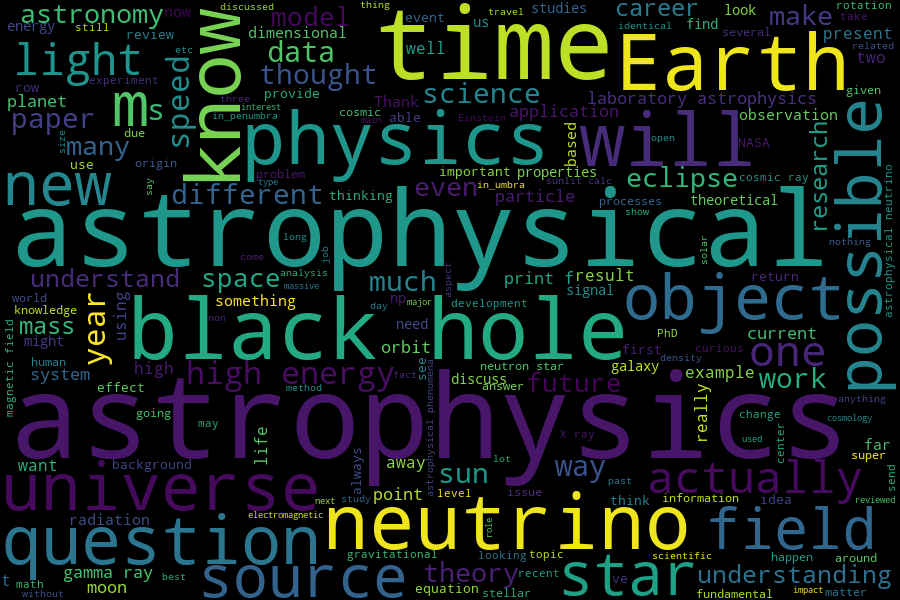 astronomy
now
discussed
thing
time
travel
studies
career
look
rotation
energy
still
know
model
event
us
identical
make
take
review
dimensional
well
find
several
present
related
light
etc
data
Earth
two
row
experiment
speed
thought
science
planet
ms
provide
laboratory astrophysics
given
paper
three
interest
Thank
application
observation
due
in_penumbra
cosmic
able
Einstein
main
size
many
physics
based
will
open
NASA
research
possible
use
important
properties
eclipse
cosmic ray
new
origin
problem
even
in_umbra
sunlit calc
say
different
type
thinking
particle
processes
theoretical
show
astrophysical
long
job
solar
nothing
astrophysical neutrino
understand
space
analysis
massive
come
much
aspect
print f
result
return
world
something
signal
object
knowledge
year
using
day
np
major
development
mass
non
need
PhD
current
might
black hole
orbit
first
curious
one
magnetic field
human
high
see
neutron star
galaxy
density
system
high energy
fact
discuss
example
work
effect
method
answer
future
really
anything
astrophysics
astrophysical phenomena
going
may
life
X ray
change
used
center
cosmology
far
want
background
always
away
lot
way
past
super
universe
sun
actually
send
next
study
point
level
issue
think
information
idea
reviewed
radiation
electromagnetic
neutrino
role
field
question
gravitational
looking
topic
scientific
happen
around
t
gamma ray
source
theory
recent
star
ve
understanding
math
moon
best
equation
stellar
fundamental
impact
matter
without